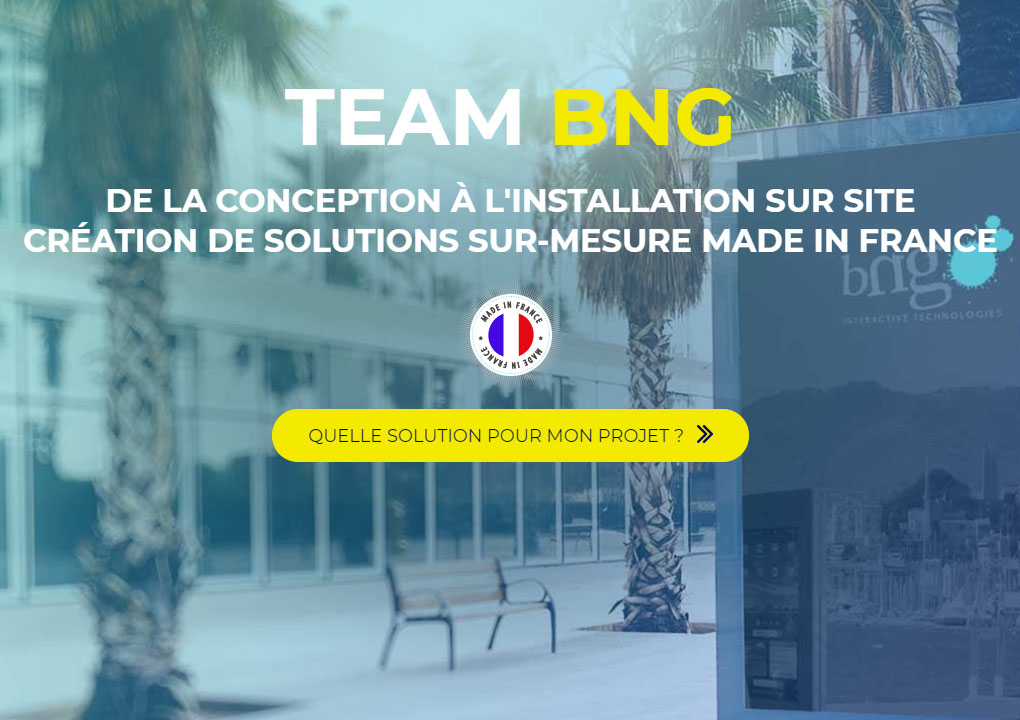 TEAM BNG
DE LA CONCEPTION À L'INSTALLATION SUR SITE
CRÉATION DE SOLUTIONS SUR-MESURE MADE IN FRANCE
bng
INTERACTIVE TECHNOLOGIES
MADE IN FRANCE
MADE IN FRANCE
QUELLE SOLUTION POUR MON PROJET ?